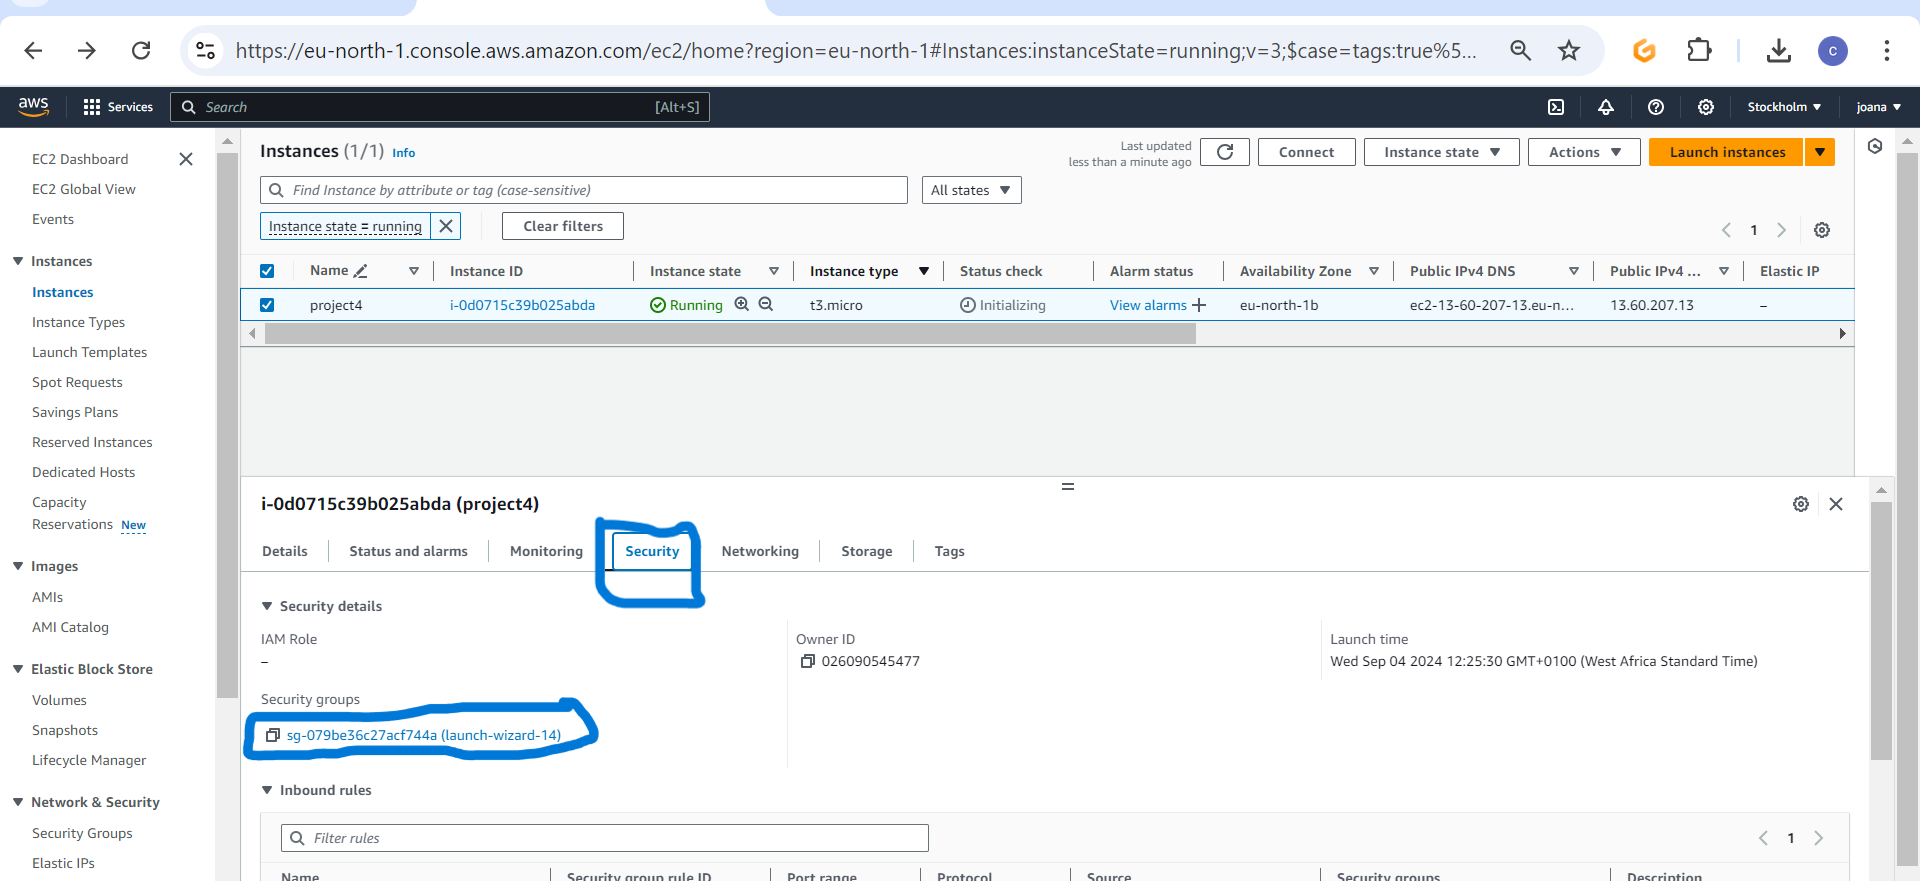 https://eu-north-1.console.aws.amazon.com/ec2/home?region=eu-north-1#Instances:instanceState=running;v=3;$case=tags:true%5...
C
aws
Services
Search
[Alt+S]
Stockholm
joana
EC2 Dashboard
EC2 Global View
Events
Instances
Instances
Instance Types
Launch Templates
Spot Requests
Savings Plans
Reserved Instances
Dedicated Hosts
Capacity
Reservations New
Images
AMIs
AMI Catalog
Elastic Block Store
Volumes
Snapshots
Lifecycle Manager
Network & Security
Security Groups
Elastic IPs
Instances (1/1) Info
Last updated
less than a minute ago
Connect
Instance state
Actions
Launch instances
Find Instance by attribute or tag (case-sensitive)
All states
Instance state = running
Clear filters
1
Name Instance ID Instance state Instance type Status check Alarm status Availability Zone Public IPv4 DNS Public IPv4 ... Elastic IP
project4 i-0d0715c39b025abda Running t3.micro Initializing View alarms eu-north-1b ec2-13-60-207-13.eu-n... 13.60.207.13 –
i-0d0715c39b025abda (project4)
Details Status and alarms Monitoring Security Networking Storage Tags
Security details
IAM Role
–
Owner ID
026090545477
Launch time
Wed Sep 04 2024 12:25:30 GMT+0100 (West Africa Standard Time)
Security groups
sg-079be36c27acf744a (launch-wizard-14)
Inbound rules
Filter rules
1
Name Security group rule ID Port range Protocol Source Security groups Description